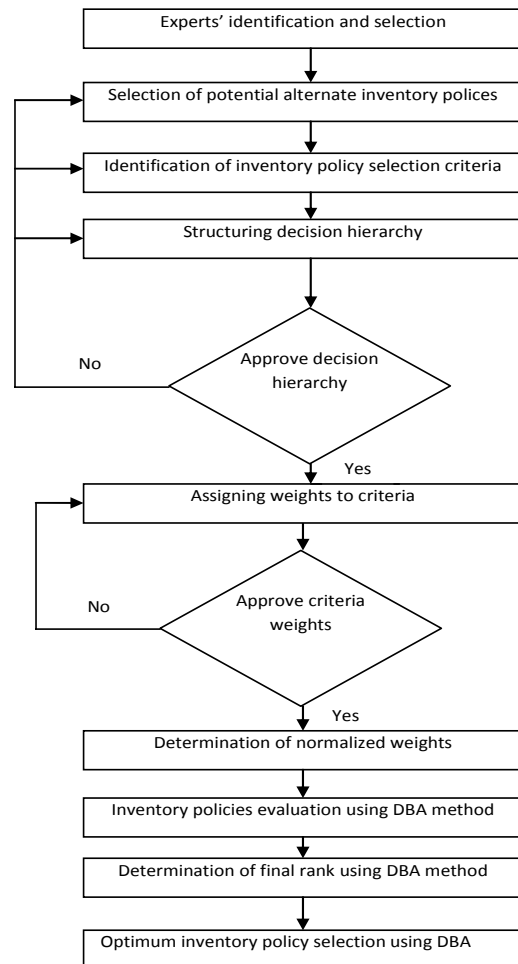 Experts’ identification and selection
Selection of potential alternate inventory polices
Identification of inventory policy selection criteria
Structuring decision hierarchy
Approve decision
hierarchy
No
Yes
Assigning weights to criteria
Approve criteria
weights
No
Yes
Determination of normalized weights
Inventory policies evaluation using DBA method
Determination of final rank using DBA method
Optimum inventory policy selection using DBA